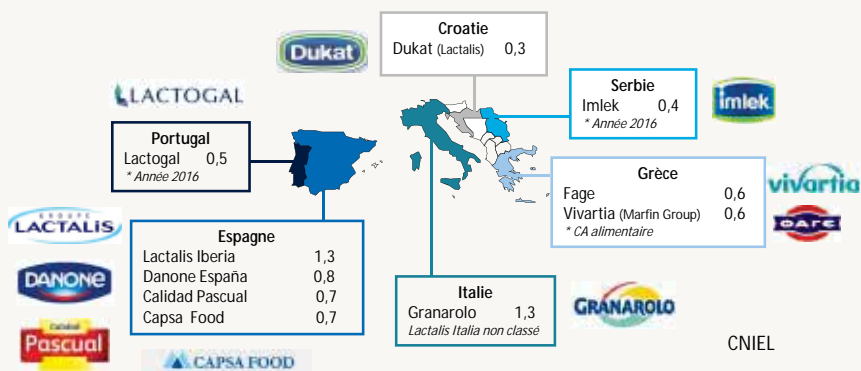 Croatie
Dukat (Lactalis) 0,3
Dukat
LACTOGAL
Serbie
Imlek 0,4
* Année 2016
imlek
Portugal
Lactogal 0,5
* Année 2016
Grèce
Fage 0,6
Vivartia (Marfin Group) 0,6
* CA alimentaire
vivartia
GROUPE
LACTALIS
DANONE
Pascual
Espagne
Lactalis Iberia 1,3
Danone España 0,8
Calidad Pascual 0,7
Capsa Food 0,7
CAPSA FOOD
Italie
Granarolo 1,3
Lactalis Italia non classé
GRANAROLO
CNIEL